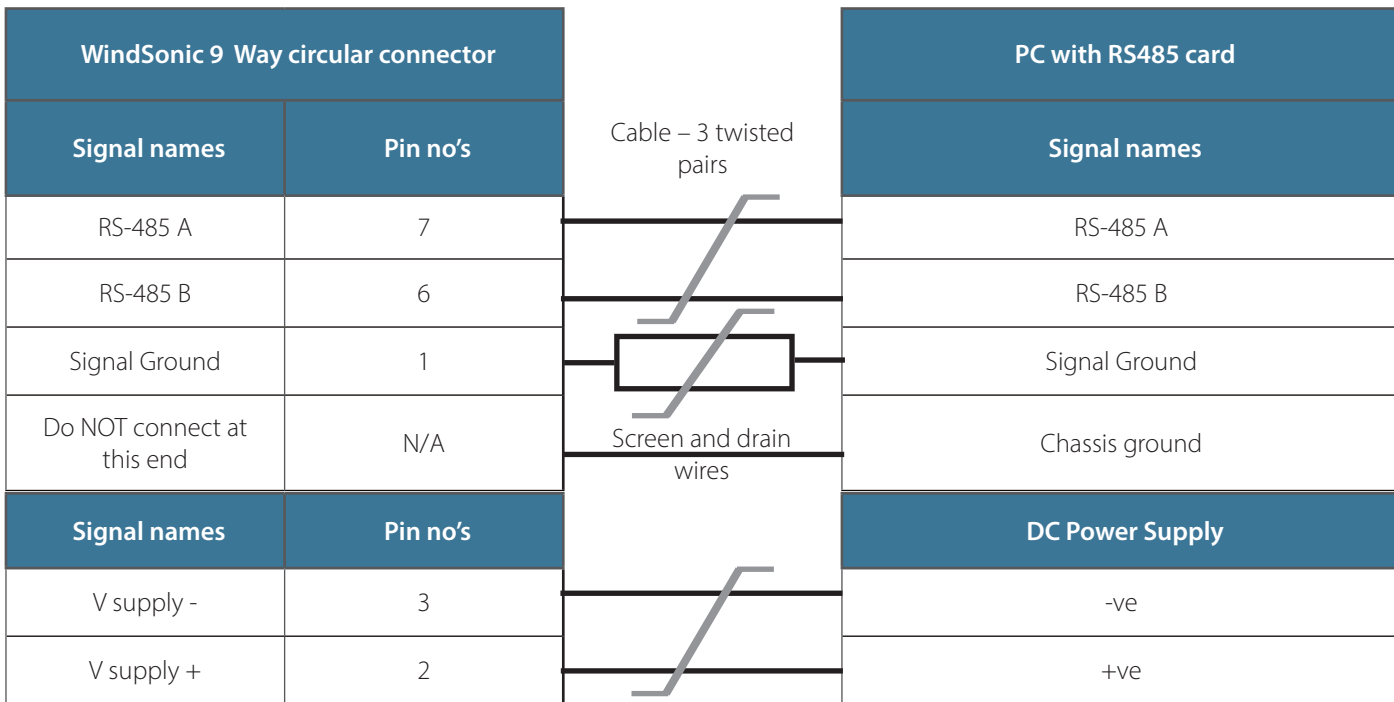 WindSonic 9 Way circular connector
PC with RS485 card
Signal names
Pin no's
Cable – 3 twisted
pairs
Signal names
RS-485 A
7
RS-485 A
RS-485 B
6
RS-485 B
Signal Ground
1
Signal Ground
Do NOT connect at
this end
N/A
Screen and drain
wires
Chassis ground
Signal names
Pin no's
DC Power Supply
V supply -
3
-ve
V supply +
2
+ve